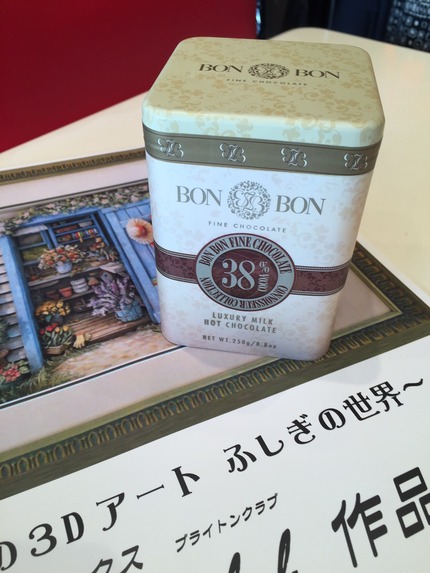 BON BON
FINE CHOCOLATE
BON BON
FINE CHOCOLATE
BON BON FINE CHOCOLATE
38% COCOA
CONNOISSEUR COLLECTION
LUXURY MILK
HOT CHOCOLATE
NET WT. 250g/8.8oz
の3Dアート ふしぎの世界～
ブライトンクラブ
クス
作品